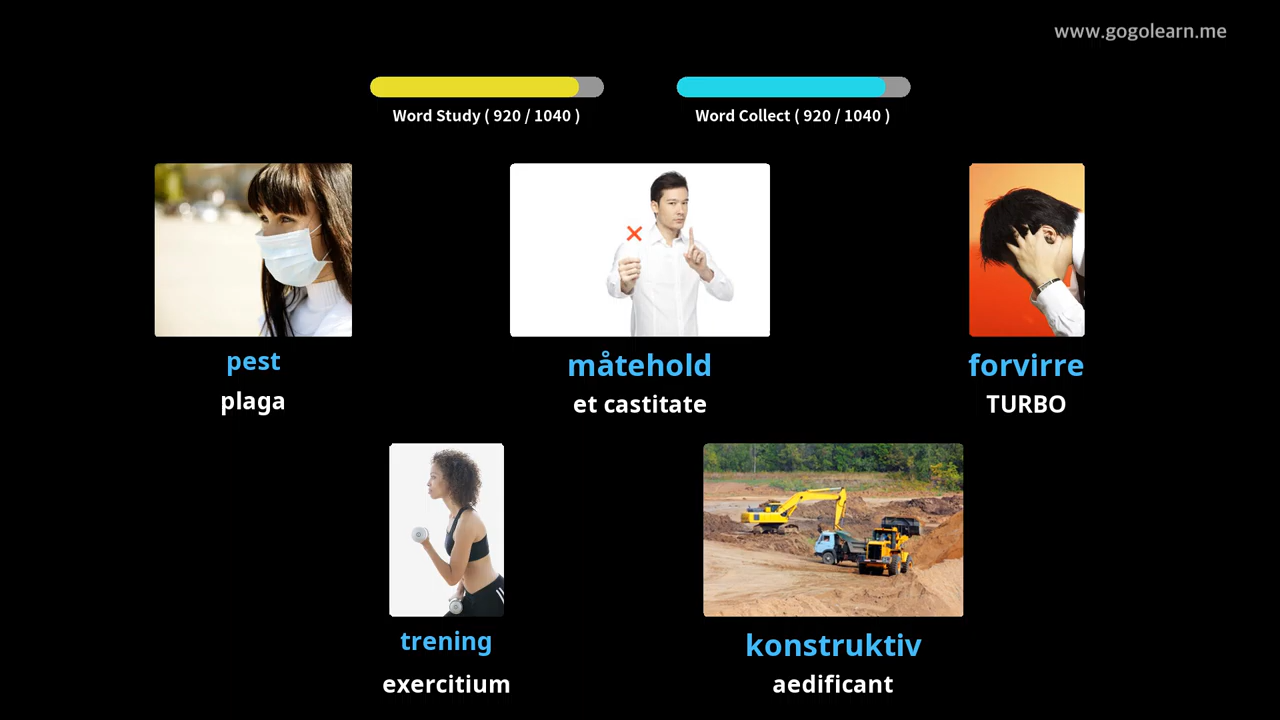 www.gogolearn.me
Word Study ( 920 / 1040 )
Word Collect ( 920 / 1040 )
pest
plaga
måtehold
et castitate
forvirre
TURBO
trening
exercitium
konstruktiv
aedificant